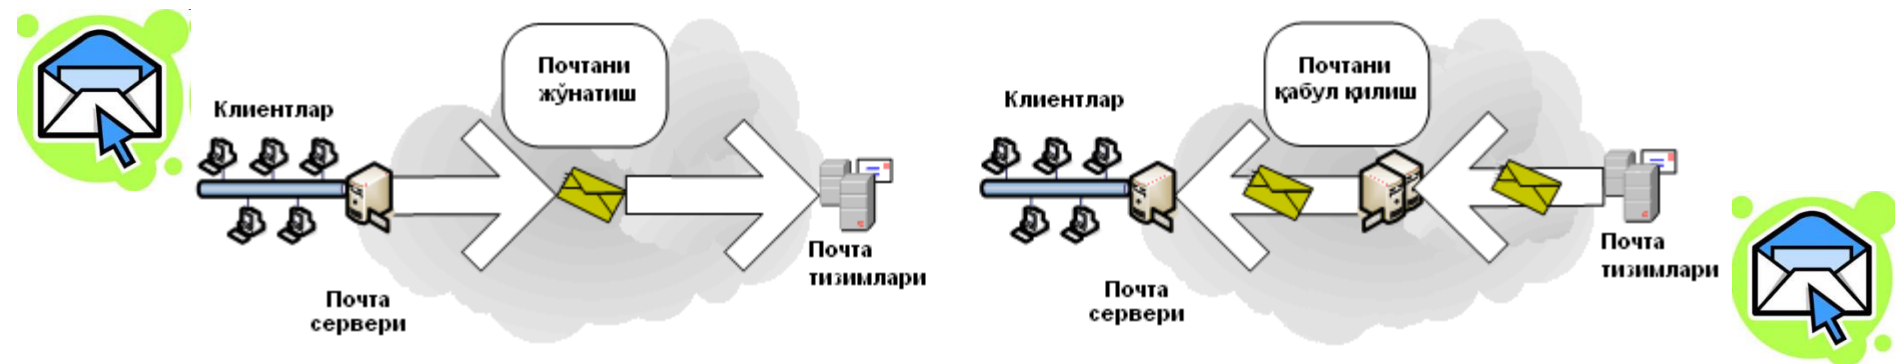 Почтани
жўнатиш
Клиентлар
Почта
тизимлари
Почта
сервери
Почтани
қабул қилиш
Клиентлар
Почта
тизимлари
Почта
сервери